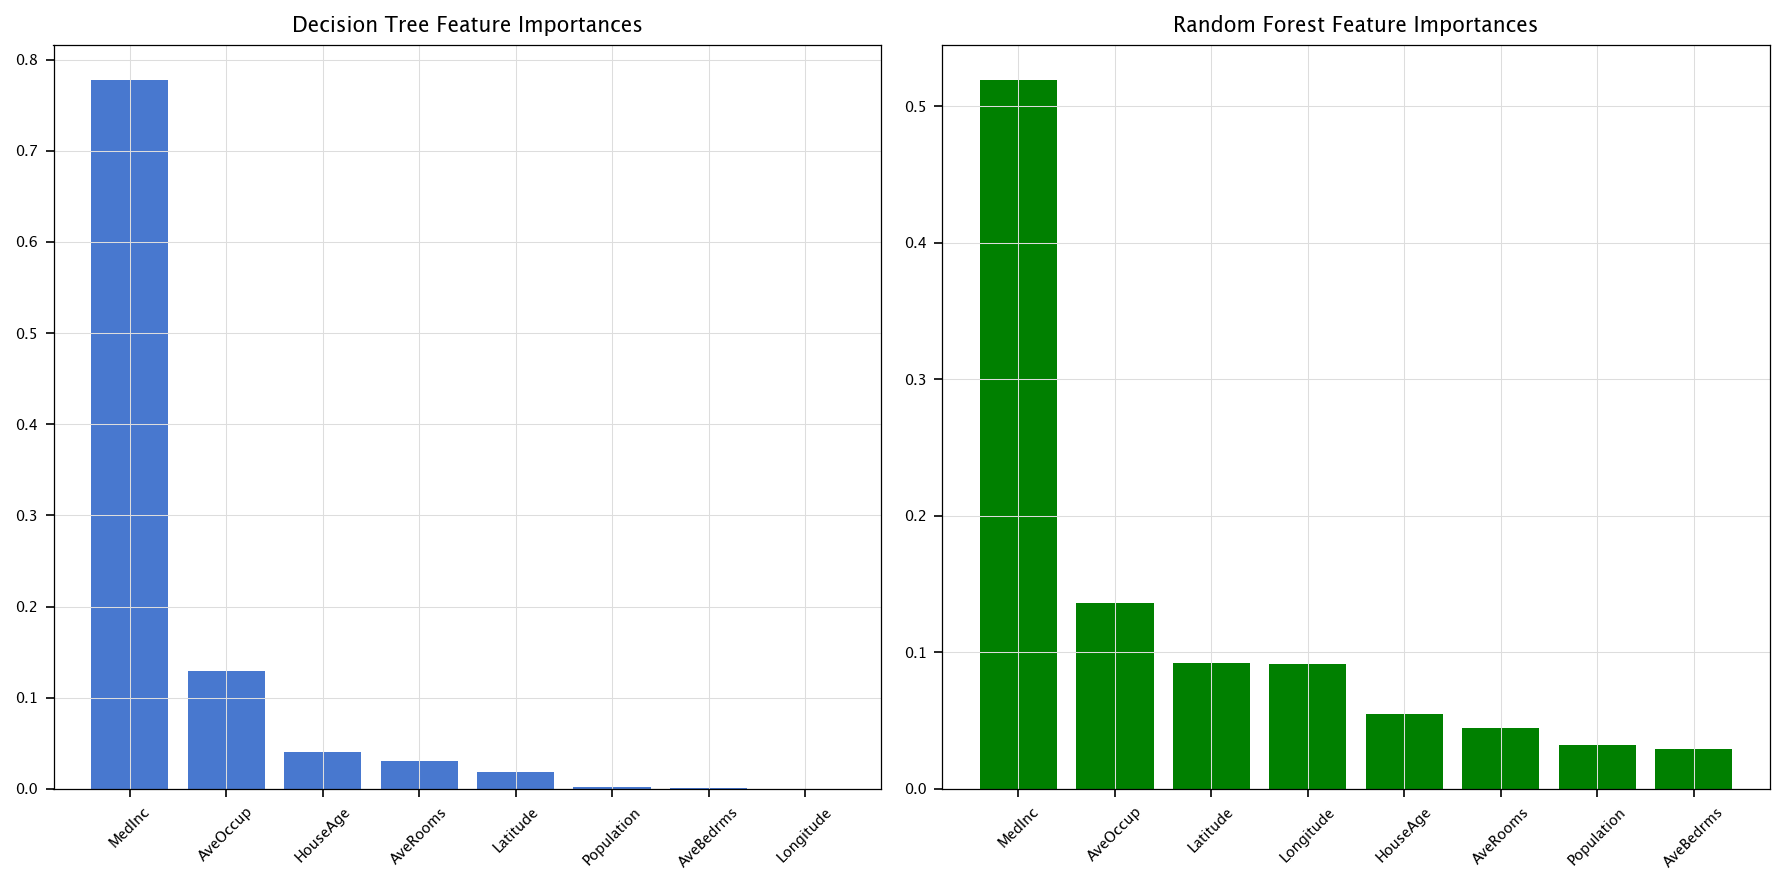 Decision Tree Feature Importances
0.8
0.7
0.6
0.5
0.4
0.3
0.2
0.1
0.0
MedInc
AveOccup
HouseAge
AveRooms
Latitude
Population
AveBedrms
Longitude
Random Forest Feature Importances
0.5
0.4
0.3
0.2
0.1
0.0
MedInc
AveOccup
Latitude
Longitude
HouseAge
AveRooms
Population
AveBedrms